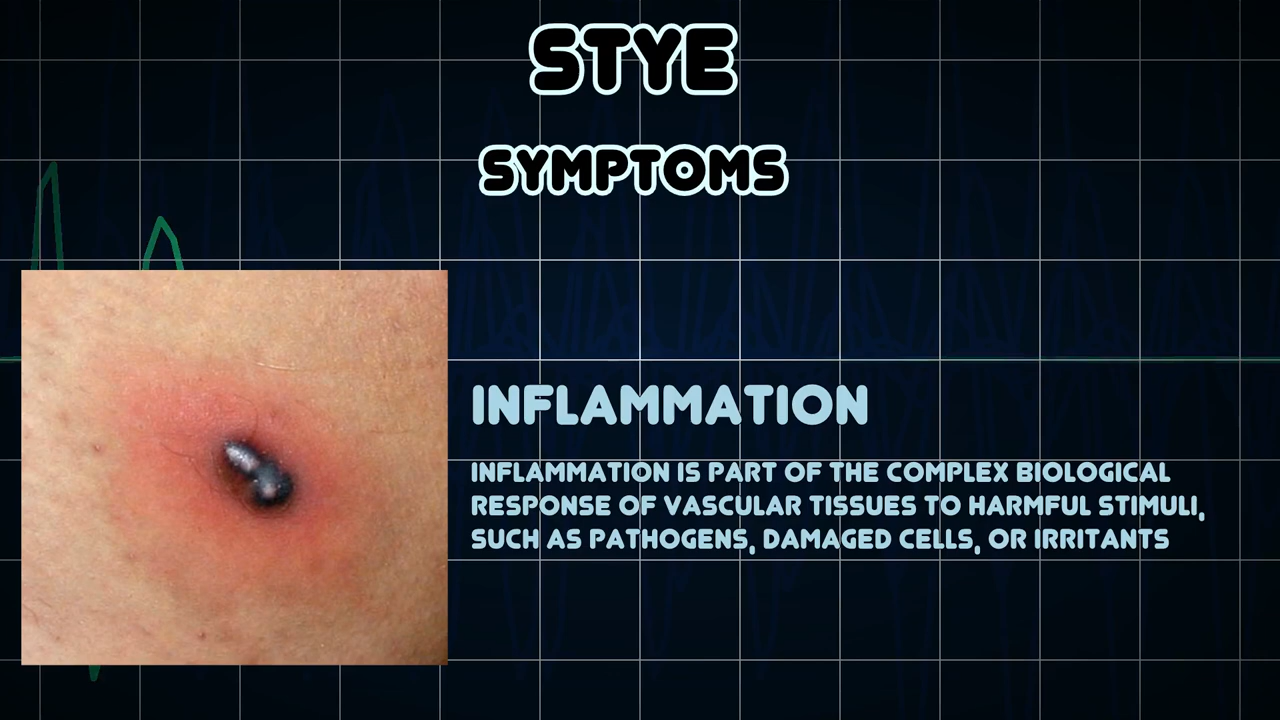 STYE
SYMPTOMS
INFLAMMATION
INFLAMMATION IS PART OF THE COMPLEX BIOLOGICAL
RESPONSE OF VASCULAR TISSUES TO HARMFUL STIMULI,
SUCH AS PATHOGENS, DAMAGED CELLS, OR IRRITANTS